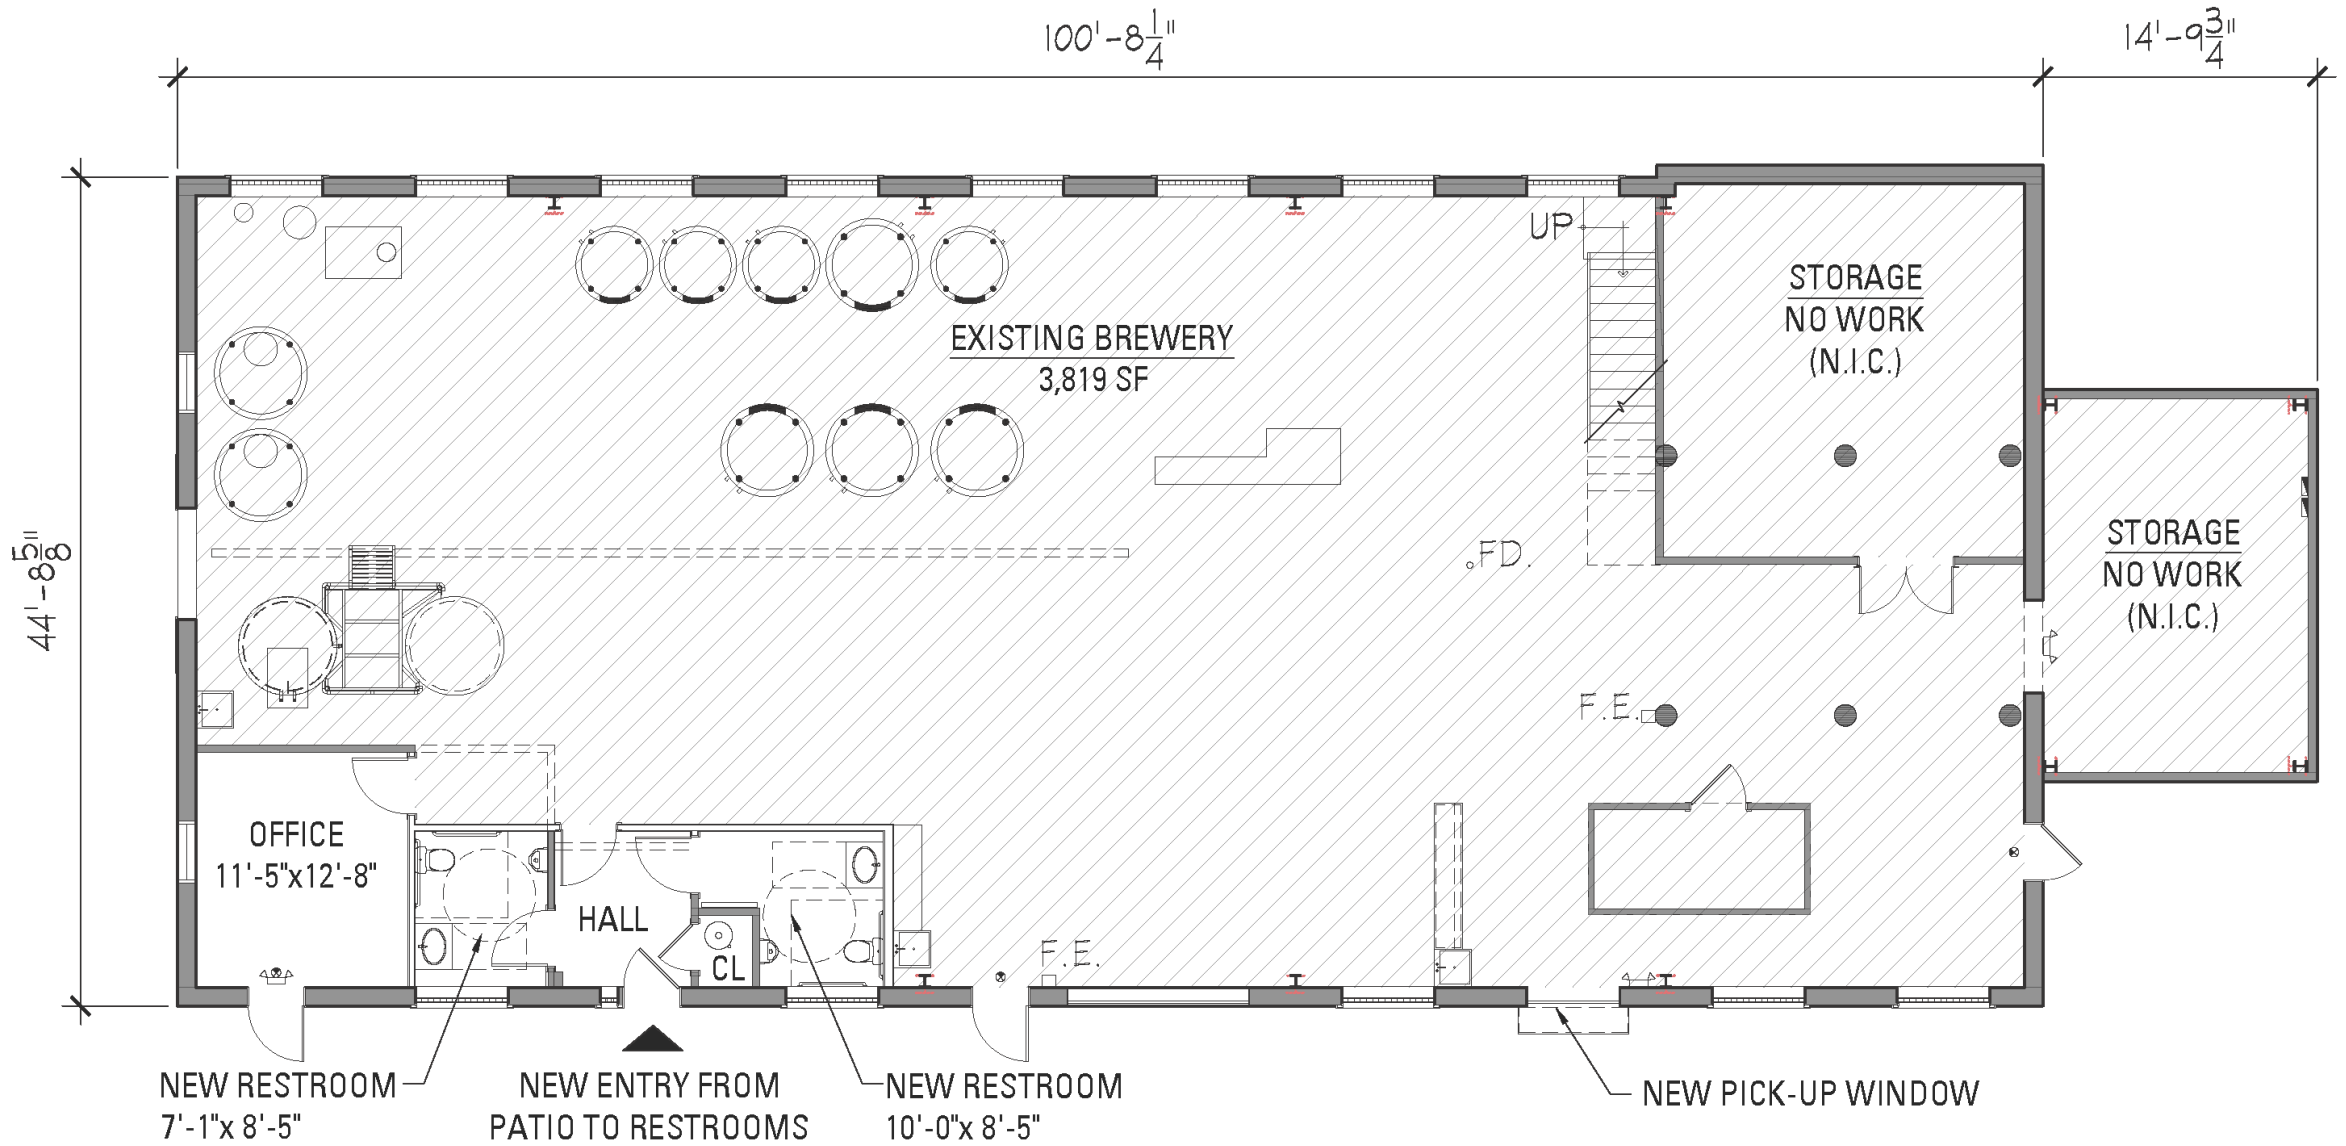 100'-8 1/4"
14'-9 3/4"
44'-8 5/8"
UP
STORAGE
NO WORK
(N.I.C.)
EXISTING BREWERY
3,819 SF
STORAGE
NO WORK
(N.I.C.)
FD.
F.E.
OFFICE
11'-5"x12'-8"
HALL
CL
F.E.
NEW RESTROOM
7'-1"x 8'-5"
NEW ENTRY FROM
PATIO TO RESTROOMS
NEW RESTROOM
10'-0"x 8'-5"
NEW PICK-UP WINDOW